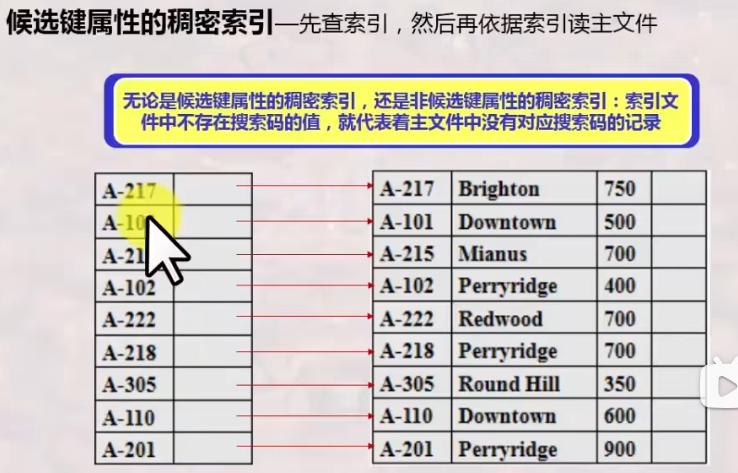 候选键属性的稠密索引—先查索引，然后再依据索引读主文件
无论是候选键属性的稠密索引，还是非候选键属性的稠密索引：索引文
件中不存在搜索码的值，就代表着主文件中没有对应搜索码的记录
A-217 A-217 Brighton 750
A-101 Downtown 500
A-215 Mianus 700
A-102 A-102 Perryridge 400
A-222 A-222 Redwood 700
A-218 A-218 Perryridge 700
A-305 A-305 Round Hill 350
A-110 A-110 Downtown 600
A-201 A-201 Perryridge 900